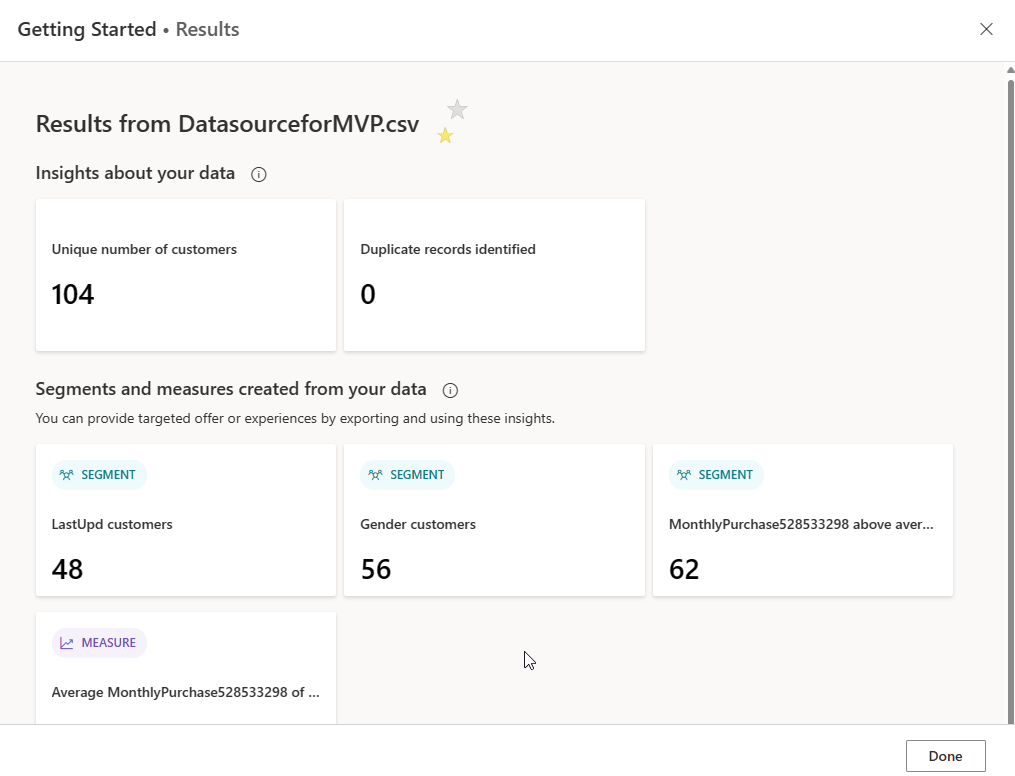 Getting Started • Results
Results from DatasourceforMVP.csv
Insights about your data
Unique number of customers
104
Duplicate records identified
0
Segments and measures created from your data
You can provide targeted offer or experiences by exporting and using these insights.
SEGMENT
LastUpd customers
48
SEGMENT
Gender customers
56
SEGMENT
MonthlyPurchase528533298 above aver...
62
MEASURE
Average MonthlyPurchase528533298 of ...
Done